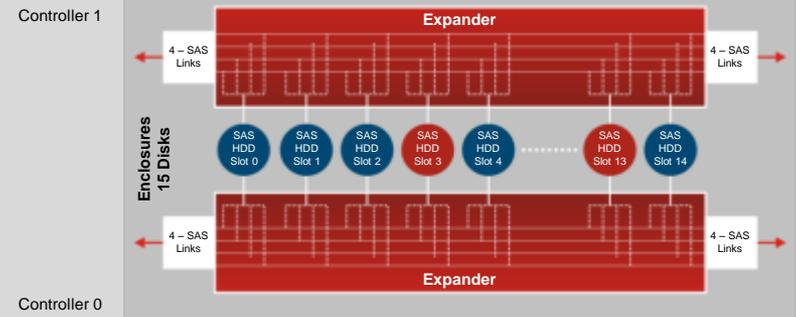 Controller 1
Expander
4 – SAS
Links
4 – SAS
Links
Enclosures
15 Disks
SAS
HDD
Slot 0
SAS
HDD
Slot 1
SAS
HDD
Slot 2
SAS
HDD
Slot 3
SAS
HDD
Slot 4
SAS
HDD
Slot 13
SAS
HDD
Slot 14
4 – SAS
Links
4 – SAS
Links
Expander
Controller 0